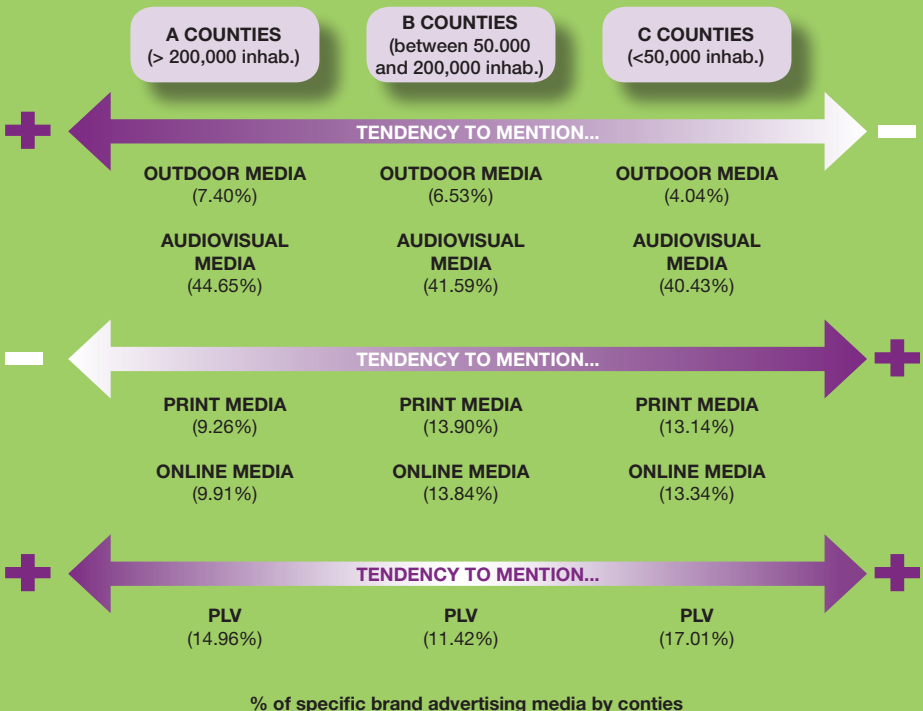 A COUNTIES
(> 200,000 inhab.)
B COUNTIES
(between 50.000
and 200,000 inhab.)
C COUNTIES
(<50,000 inhab.)
+
TENDENCY TO MENTION...
−
OUTDOOR MEDIA
(7.40%)
OUTDOOR MEDIA
(6.53%)
OUTDOOR MEDIA
(4.04%)
AUDIOVISUAL
MEDIA
(44.65%)
AUDIOVISUAL
MEDIA
(41.59%)
AUDIOVISUAL
MEDIA
(40.43%)
−
TENDENCY TO MENTION...
+
PRINT MEDIA
(9.26%)
PRINT MEDIA
(13.90%)
PRINT MEDIA
(13.14%)
ONLINE MEDIA
(9.91%)
ONLINE MEDIA
(13.84%)
ONLINE MEDIA
(13.34%)
+
TENDENCY TO MENTION...
+
PLV
(14.96%)
PLV
(11.42%)
PLV
(17.01%)
% of specific brand advertising media by conties